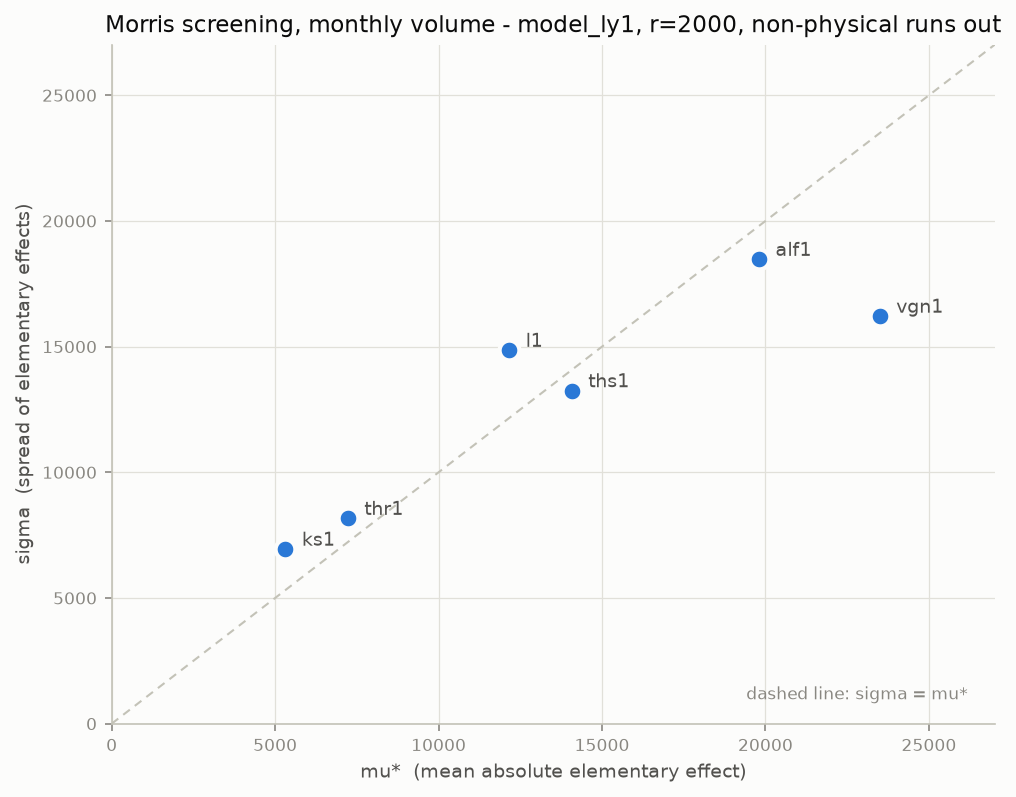 Morris screening, monthly volume - model_ly1, r=2000, non-physical runs out
sigma  (spread of elementary effects)
25000
20000
15000
10000
5000
0
alf1
vgn1
l1
ths1
thr1
ks1
dashed line: sigma = mu*
0
5000
10000
15000
20000
25000
mu*  (mean absolute elementary effect)